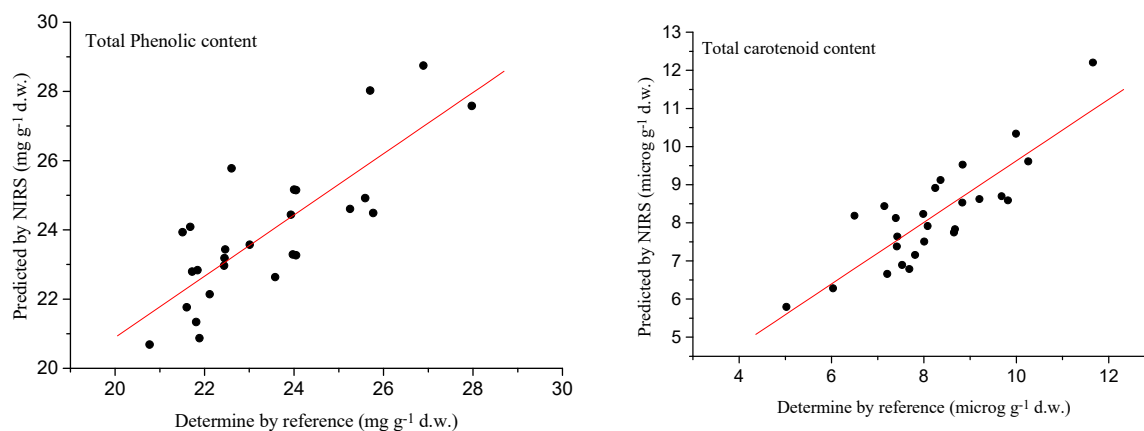 Total Phenolic content
Predicted by NIRS (mg g-1 d.w.)
30
28
26
24
22
20
20 22 24 26 28 30
Determine by reference (mg g-1 d.w.)
Total carotenoid content
Predicted by NIRS (microg g-1 d.w.)
13
12
11
10
9
8
7
6
5
4 6 8 10 12
Determine by reference (microg g-1 d.w.)